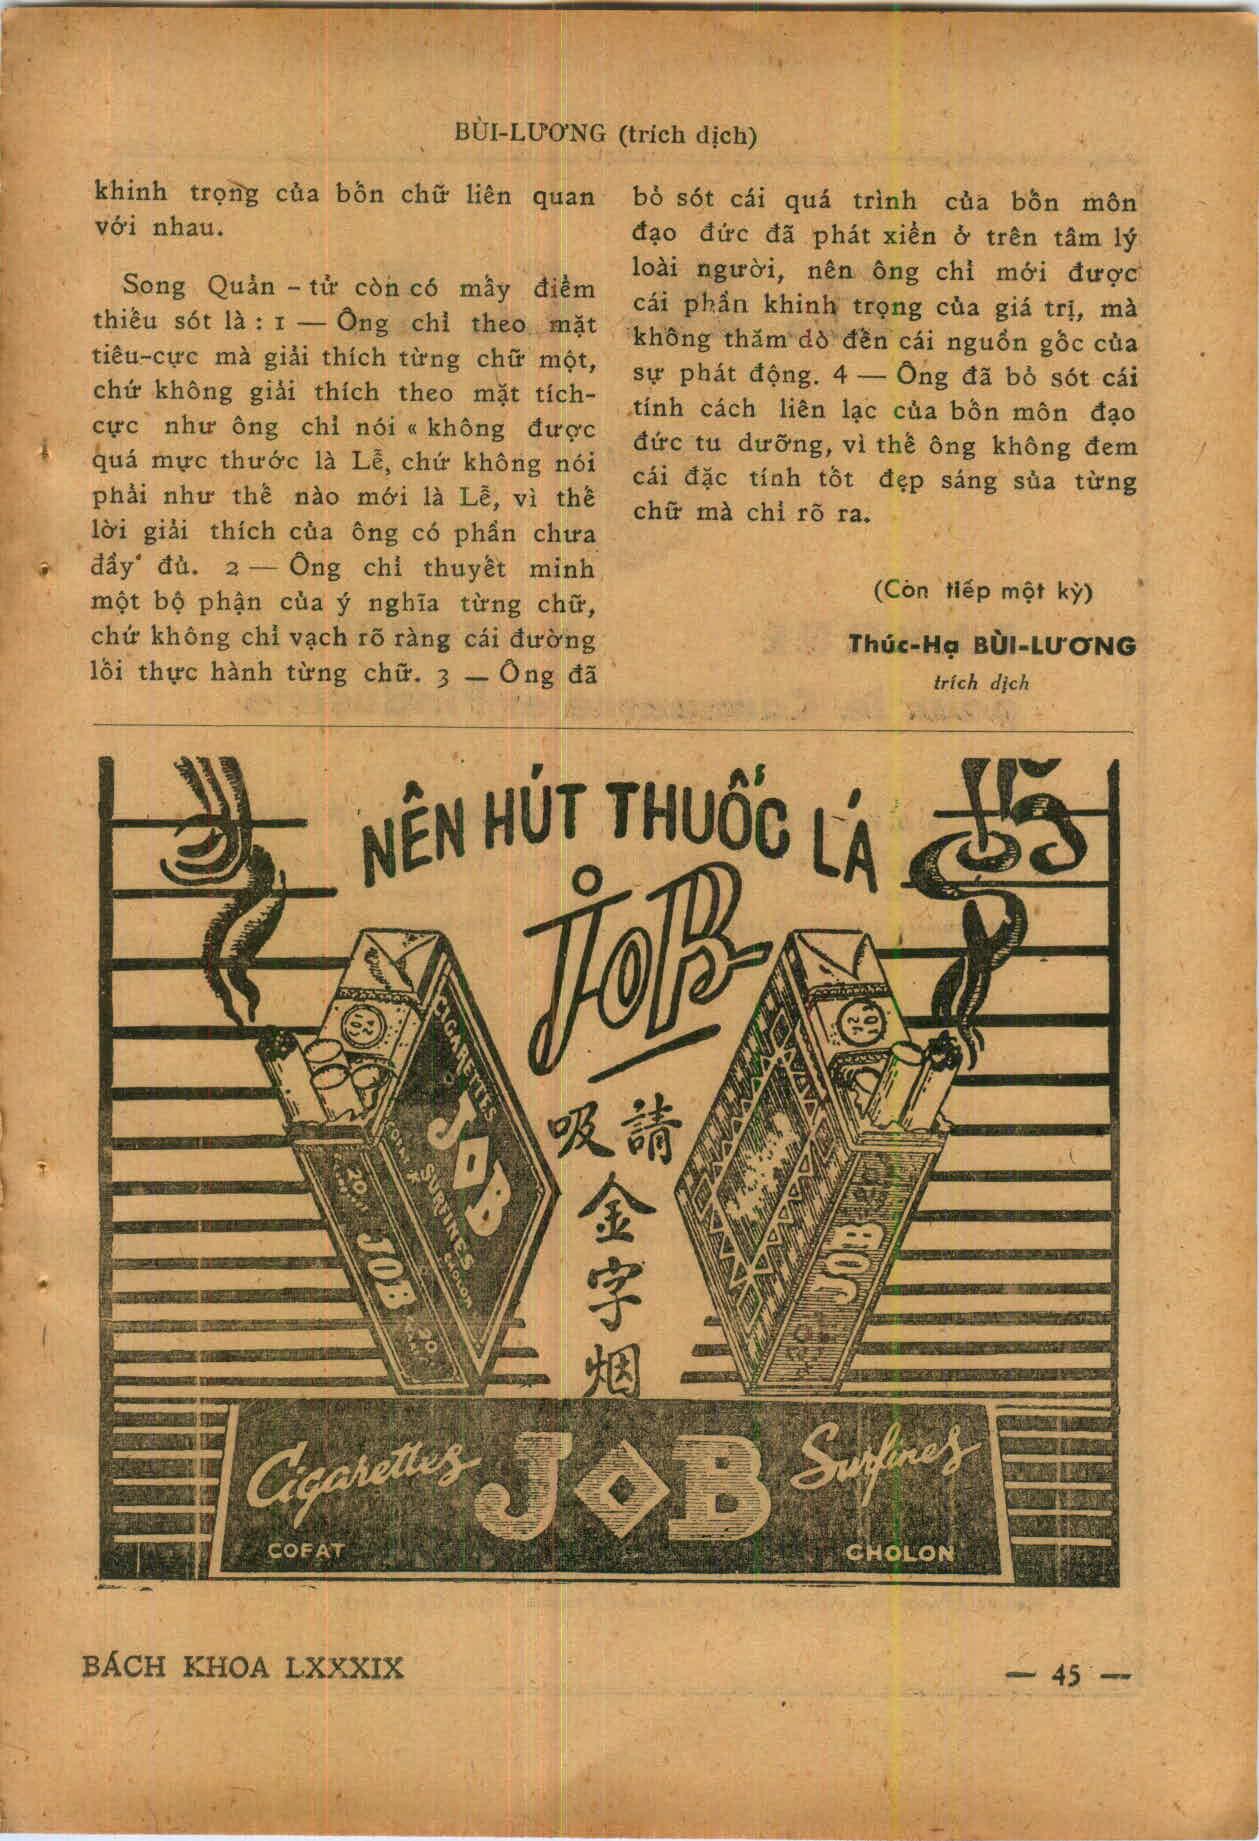 BÙI-LƯƠNG (trích dịch)
khinh trọng của bốn chữ liên quan
với nhau.
Song Quản - tử còn có mấy điểm
thiếu sót là : 1 — Ông chỉ theo mặt
tiêu-cực mà giải thích từng chữ một,
chứ không giải thích theo mặt tích-
cực như ông chỉ nói « không được
quá mực thước là Lễ, chứ không nói
phải như thế nào mới là Lễ, vì thế
lời giải thích của ông có phần chưa
đầy đủ. 2 — Ông chỉ thuyết minh
một bộ phận của ý nghĩa từng chữ,
chứ không chỉ vạch rõ ràng cái đường
lối thực hành từng chữ. 3 — Ông đã
bỏ sót cái quá trình của bốn môn
đạo đức đã phát xiển ở trên tâm lý
loài người, nên ông chỉ mới được
cái phần khinh trọng của giá trị, mà
không thăm dò đến cái nguồn gốc của
sự phát động. 4 — Ông đã bỏ sót cái
tính cách liên lạc của bốn môn đạo
đức tu dưỡng, vì thế ông không đem
cái đặc tính tốt đẹp sáng sủa từng
chữ mà chỉ rõ ra.
(Còn tiếp một kỳ)
Thúc-Hạ BÙI-LƯƠNG
trích dịch
NÊN HÚT THUỐC LÁ
JOB
請吸
金
字
烟
CIGARETTES
JOB
SURFINES
CHOLON
20
JOB
20
JOB
Cigarettes JOB Surfines
COFAT CHOLON
BÁCH KHOA LXXXIX
— 45 —